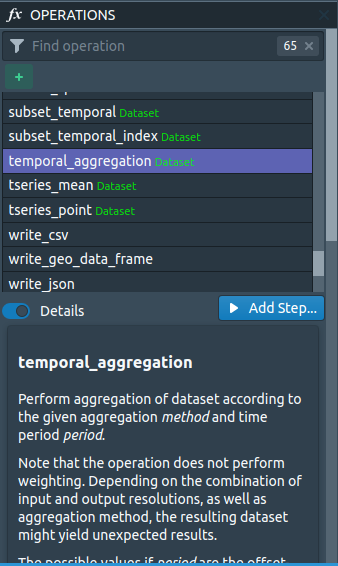 fx OPERATIONS
Find operation 65 ×
+
subset_temporal Dataset
subset_temporal_index Dataset
temporal_aggregation Dataset
tseries_mean Dataset
tseries_point Dataset
write_csv
write_geo_data_frame
write_json
Details Add Step...
temporal_aggregation
Perform aggregation of dataset according to
the given aggregation method and time
period period.
Note that the operation does not perform
weighting. Depending on the combination of
input and output resolutions, as well as
aggregation method, the resulting dataset
might yield unexpected results.
The possible values if period are the offset